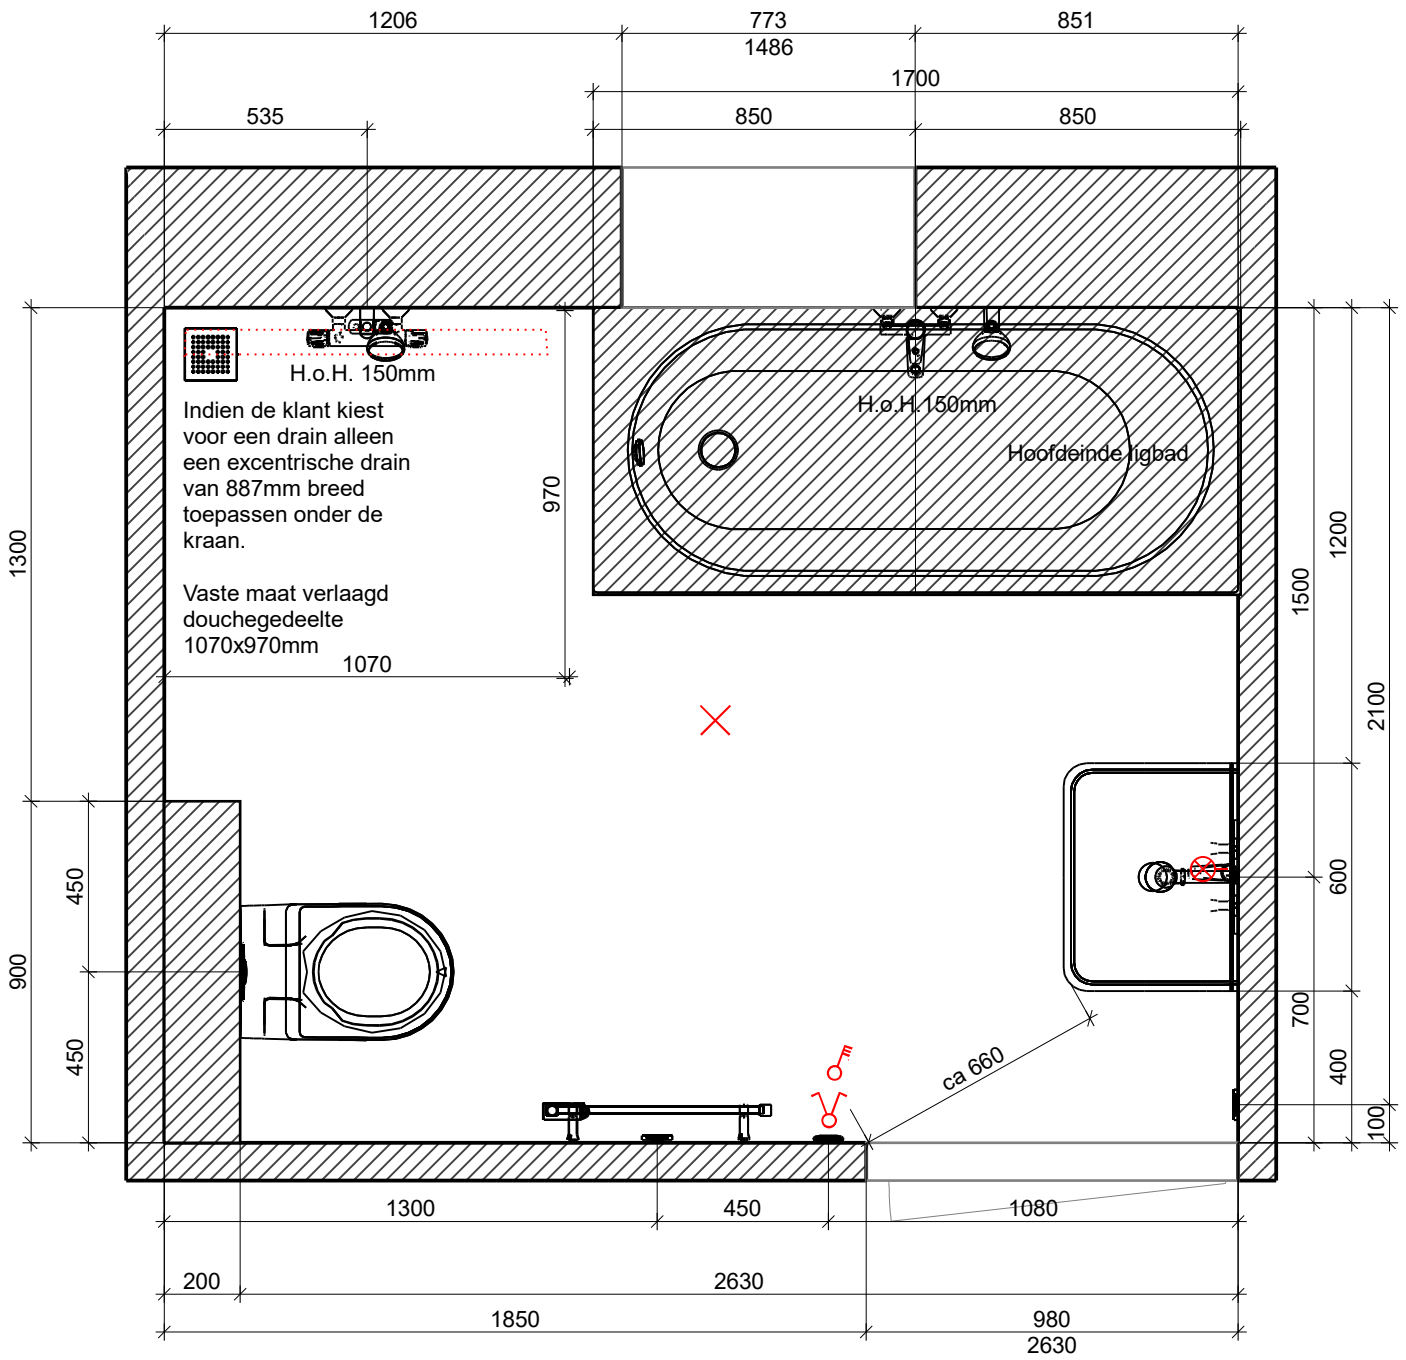 1206
773
851
1486
1700
535
850
850
H.o.H. 150mm
Indien de klant kiest
voor een drain alleen
een excentrische drain
van 887mm breed
toepassen onder de
kraan.
Vaste maat verlaagd
douchegedeelte
1070x970mm
1070
970
H.o.H.150mm
Hoofdeinde ligbad
1300
900
450
450
1200
1500
2100
600
700
400
100
ca 660
1300
450
1080
200
2630
1850
980
2630